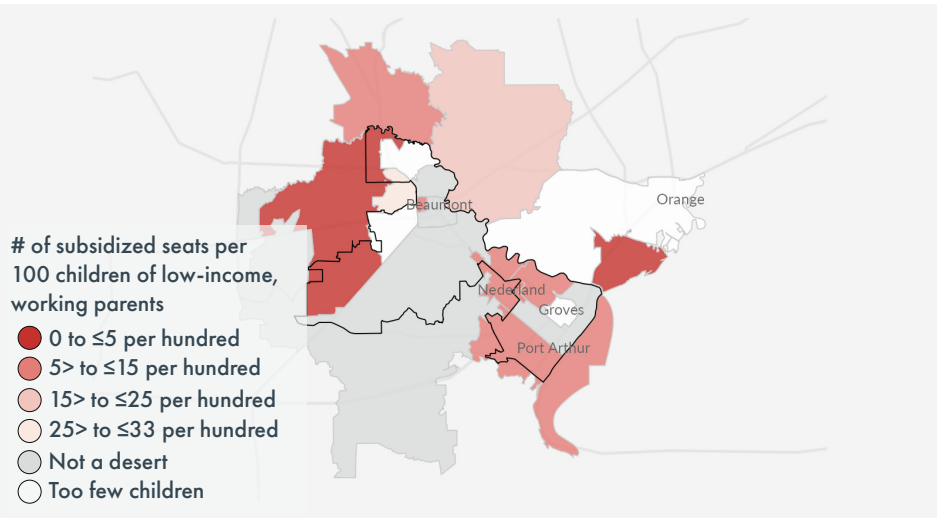 Orange
Beaumont
Nederland
Groves
Port Arthur
# of subsidized seats per
100 children of low-income,
working parents
0 to ≤5 per hundred
5> to ≤15 per hundred
15> to ≤25 per hundred
25> to ≤33 per hundred
Not a desert
Too few children